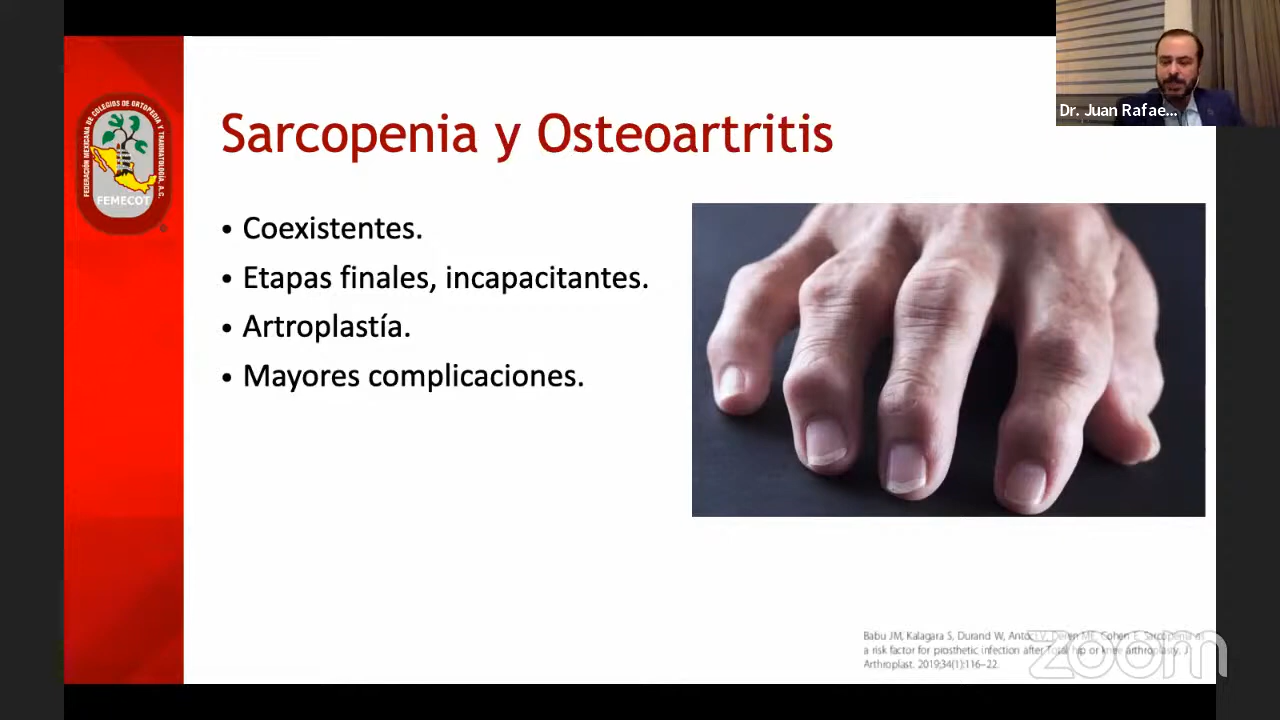 Dr. Juan Rafae...
FEDERACIÓN MEXICANA DE COLEGIOS DE ORTOPEDIA Y TRAUMATOLOGÍA, A.C.
FEMECOT
Sarcopenia y Osteoartritis
• Coexistentes.
• Etapas finales, incapacitantes.
• Artroplastía.
• Mayores complicaciones.
Babu JM, Kalagara S, Durand W, Antoci V, Deren ME, Cohen E. Sarcopenia as
a risk factor for prosthetic infection after Total hip or knee arthroplasty. J
Arthroplast. 2019;34(1):116–22.
zoom